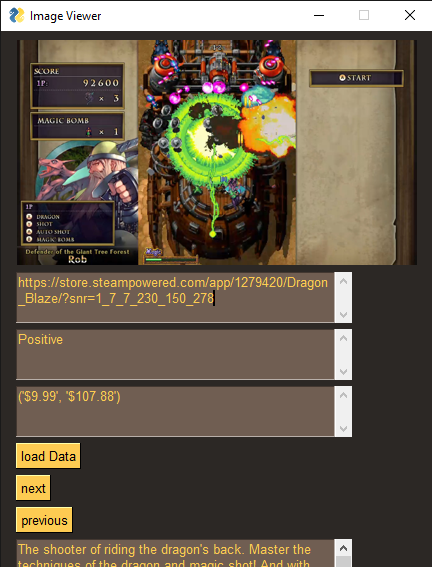 Image Viewer
SCORE
1P: 92600
× 3
MAGIC BOMB
× 1
START
1P
DRAGON
SHOT
AUTO SHOT
MAGIC BOMB
Defender of the Giant Tree Forest
Rob
Magic
https://store.steampowered.com/app/1279420/Dragon
_Blaze/?snr=1_7_7_230_150_278
Positive
('$9.99', '$107.88')
load Data
next
previous
The shooter of riding the dragon's back. Master the
techniques of the dragon and magic shot! And with